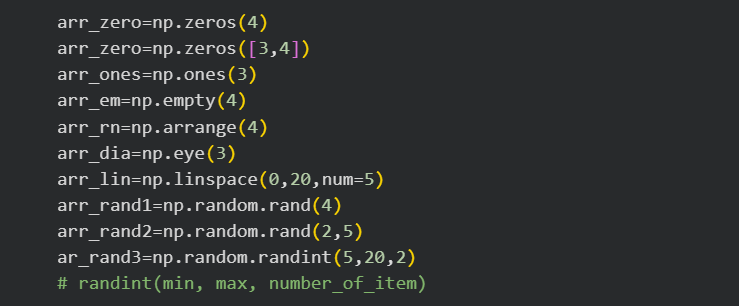 arr_zero=np.zeros(4)
arr_zero=np.zeros([3,4])
arr_ones=np.ones(3)
arr_em=np.empty(4)
arr_rn=np.arrange(4)
arr_dia=np.eye(3)
arr_lin=np.linspace(0,20,num=5)
arr_rand1=np.random.rand(4)
arr_rand2=np.random.rand(2,5)
ar_rand3=np.random.randint(5,20,2)
# randint(min, max, number_of_item)